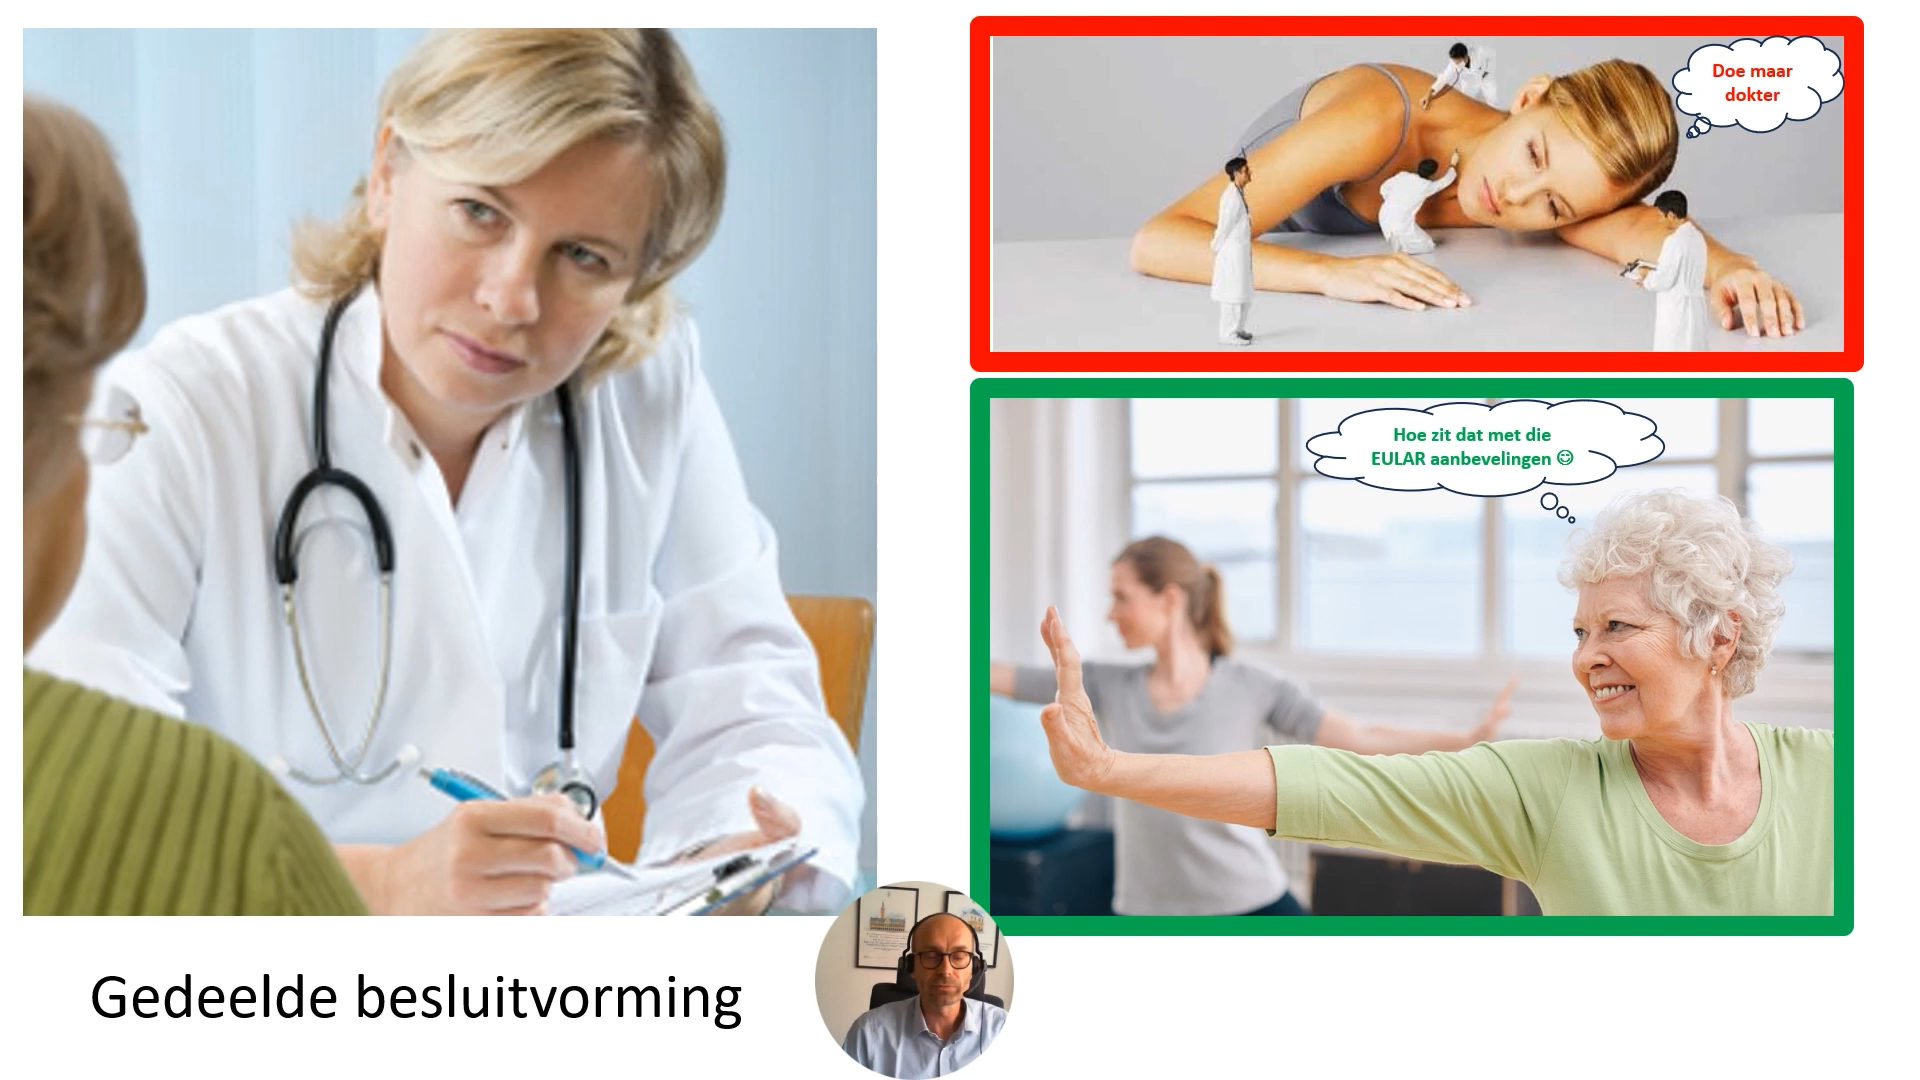 Doe maar
dokter
Hoe zit dat met die
EULAR aanbevelingen 😊
Gedeelde besluitvorming